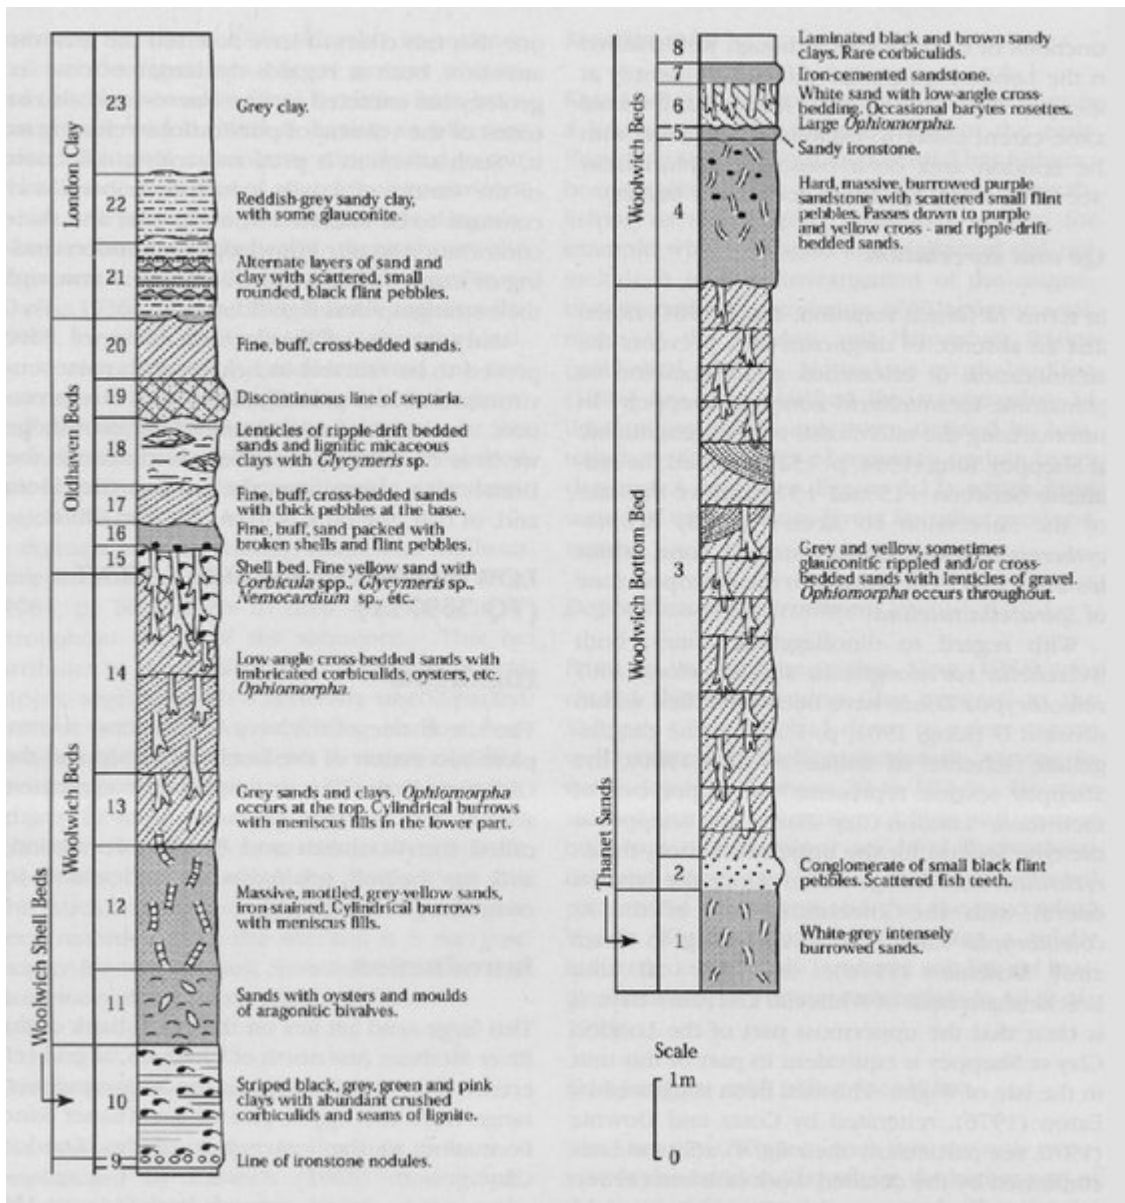 London Clay
Oldhaven Beds
Woolwich Beds
Woolwich Shell Beds
23
Grey clay.
22
Reddish-grey sandy clay,
with some glauconite.
21
Alternate layers of sand and
clay with scattered, small
rounded, black flint pebbles.
20
Fine, buff, cross-bedded sands.
19
Discontinuous line of septaria.
18
Lenticles of ripple-drift bedded
sands and lignitic micaceous
clays with Glycymeris sp.
17
Fine, buff, cross-bedded sands
with thick pebbles at the base.
16
Fine, buff, sand packed with
broken shells and flint pebbles.
15
Shell bed. Fine yellow sand with
Corbicula spp., Glycymeris sp.,
Nemocardium sp., etc.
14
Low-angle cross-bedded sands with
imbricated corbiculids, oysters, etc.
Ophiomorpha.
13
Grey sands and clays. Ophiomorpha
occurs at the top. Cylindrical burrows
with meniscus fills in the lower part.
12
Massive, mottled, grey yellow sands,
iron-stained. Cylindrical burrows
with meniscus fills.
11
Sands with oysters and moulds
of aragonitic bivalves.
10
Striped black, grey, green and pink
clays with abundant crushed
corbiculids and seams of lignite.
9
Line of ironstone nodules.
Woolwich Beds
Woolwich Bottom Bed
Thanet Sands
8
Laminated black and brown sandy
clays. Rare corbiculids.
7
Iron-cemented sandstone.
6
White sand with low-angle cross-
bedding. Occasional barytes rosettes.
Large Ophiomorpha.
5
Sandy ironstone.
4
Hard, massive, burrowed purple
sandstone with scattered small flint
pebbles. Passes down to purple
and yellow cross - and ripple-drift-
bedded sands.
3
Grey and yellow, sometimes
glauconitic rippled and/or cross-
bedded sands with lenticles of gravel.
Ophiomorpha occurs throughout.
2
Conglomerate of small black flint
pebbles. Scattered fish teeth.
1
White-grey intensely
burrowed sands.
Scale
1m
0